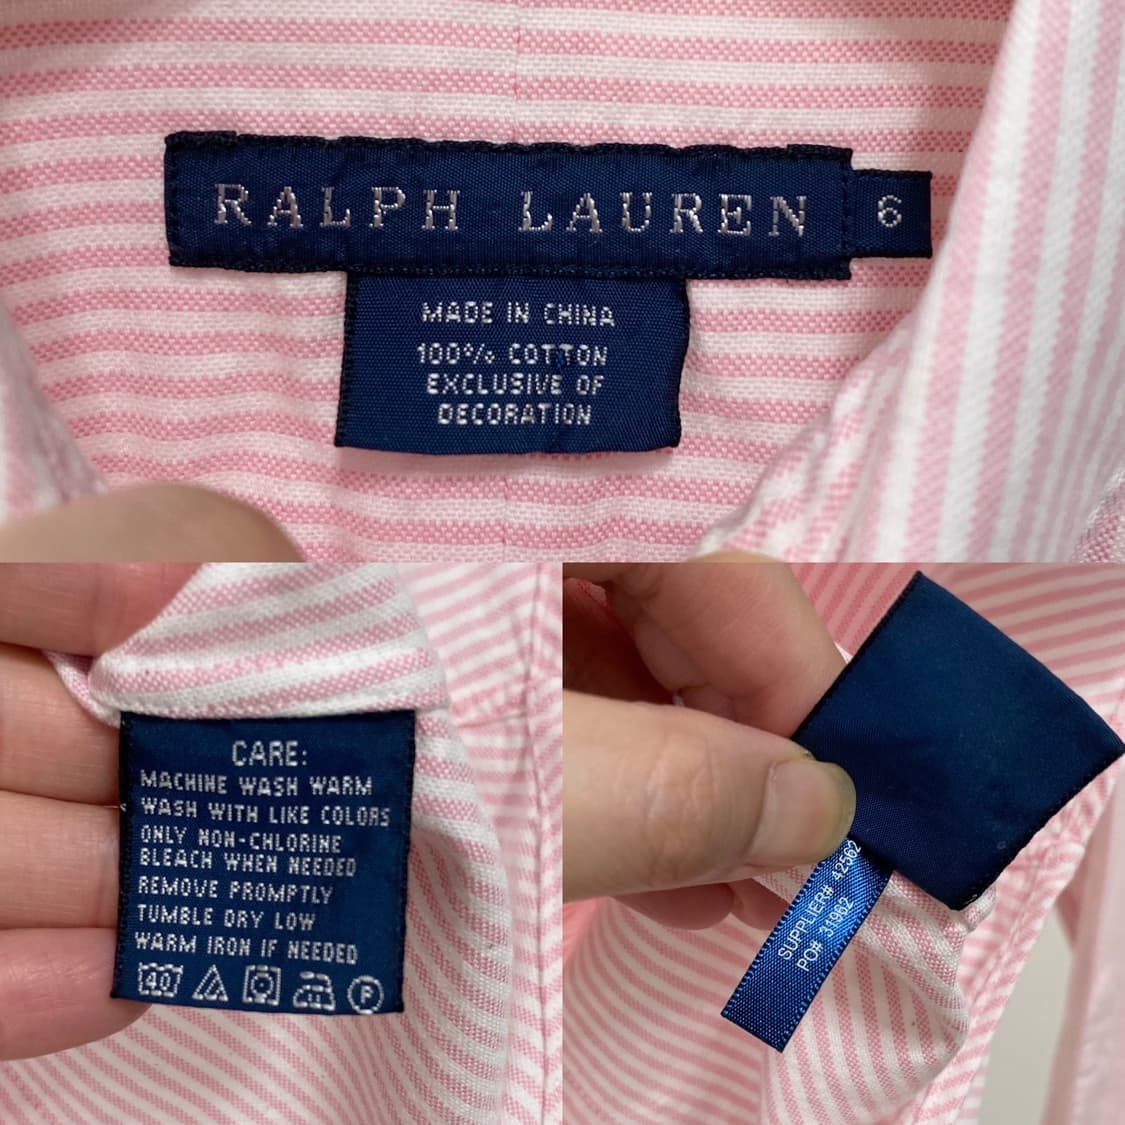 RALPH LAUREN
6
MADE IN CHINA
100% COTTON
EXCLUSIVE OF
DECORATION
CARE:
MACHINE WASH WARM
WASH WITH LIKE COLORS
ONLY NON-CHLORINE
BLEACH WHEN NEEDED
REMOVE PROMPTLY
TUMBLE DRY LOW
WARM IRON IF NEEDED
40 P
SUPPLIER# 42562
PO# 31962